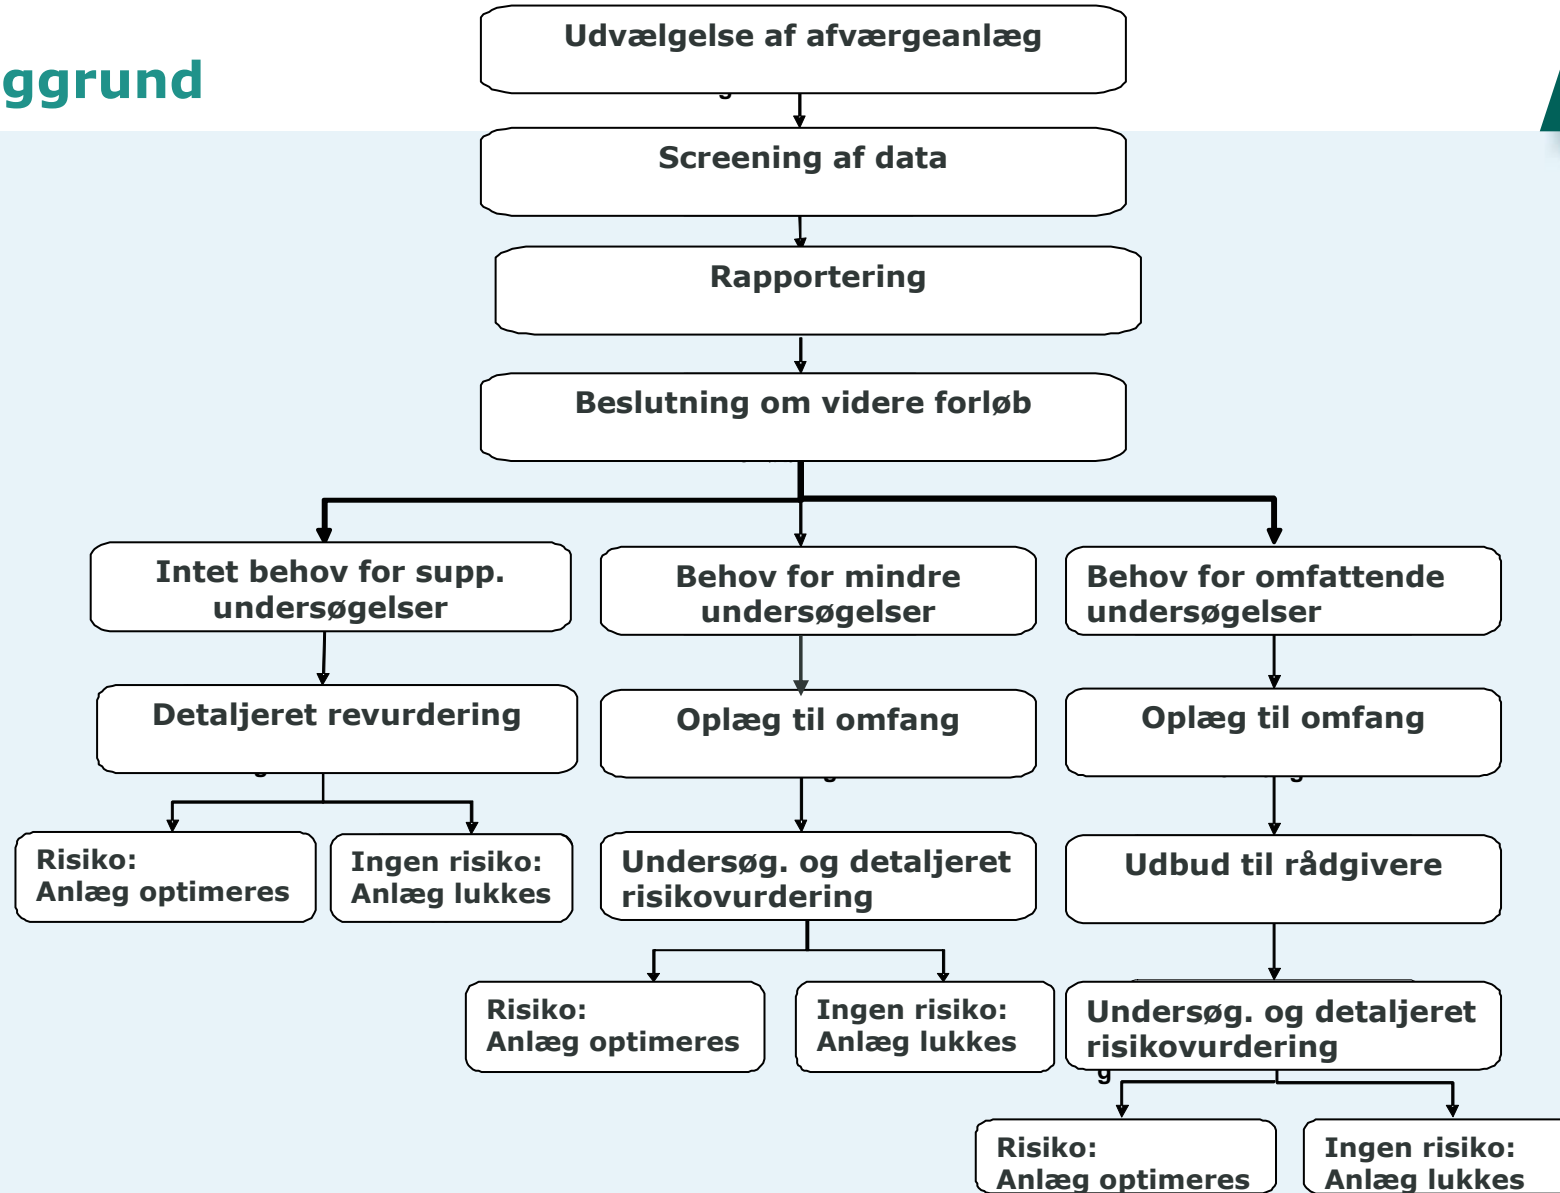 ggrund
Udvælgelse af afværgeanlæg
Screening af data
Rapportering
Beslutning om videre forløb
Intet behov for supp.
undersøgelser
Behov for mindre
undersøgelser
Behov for omfattende
undersøgelser
Detaljeret revurdering
Oplæg til omfang
Oplæg til omfang
Risiko:
Anlæg optimeres
Ingen risiko:
Anlæg lukkes
Undersøg. og detaljeret
risikovurdering
Udbud til rådgivere
Risiko:
Anlæg optimeres
Ingen risiko:
Anlæg lukkes
Undersøg. og detaljeret
risikovurdering
Risiko:
Anlæg optimeres
Ingen risiko:
Anlæg lukkes